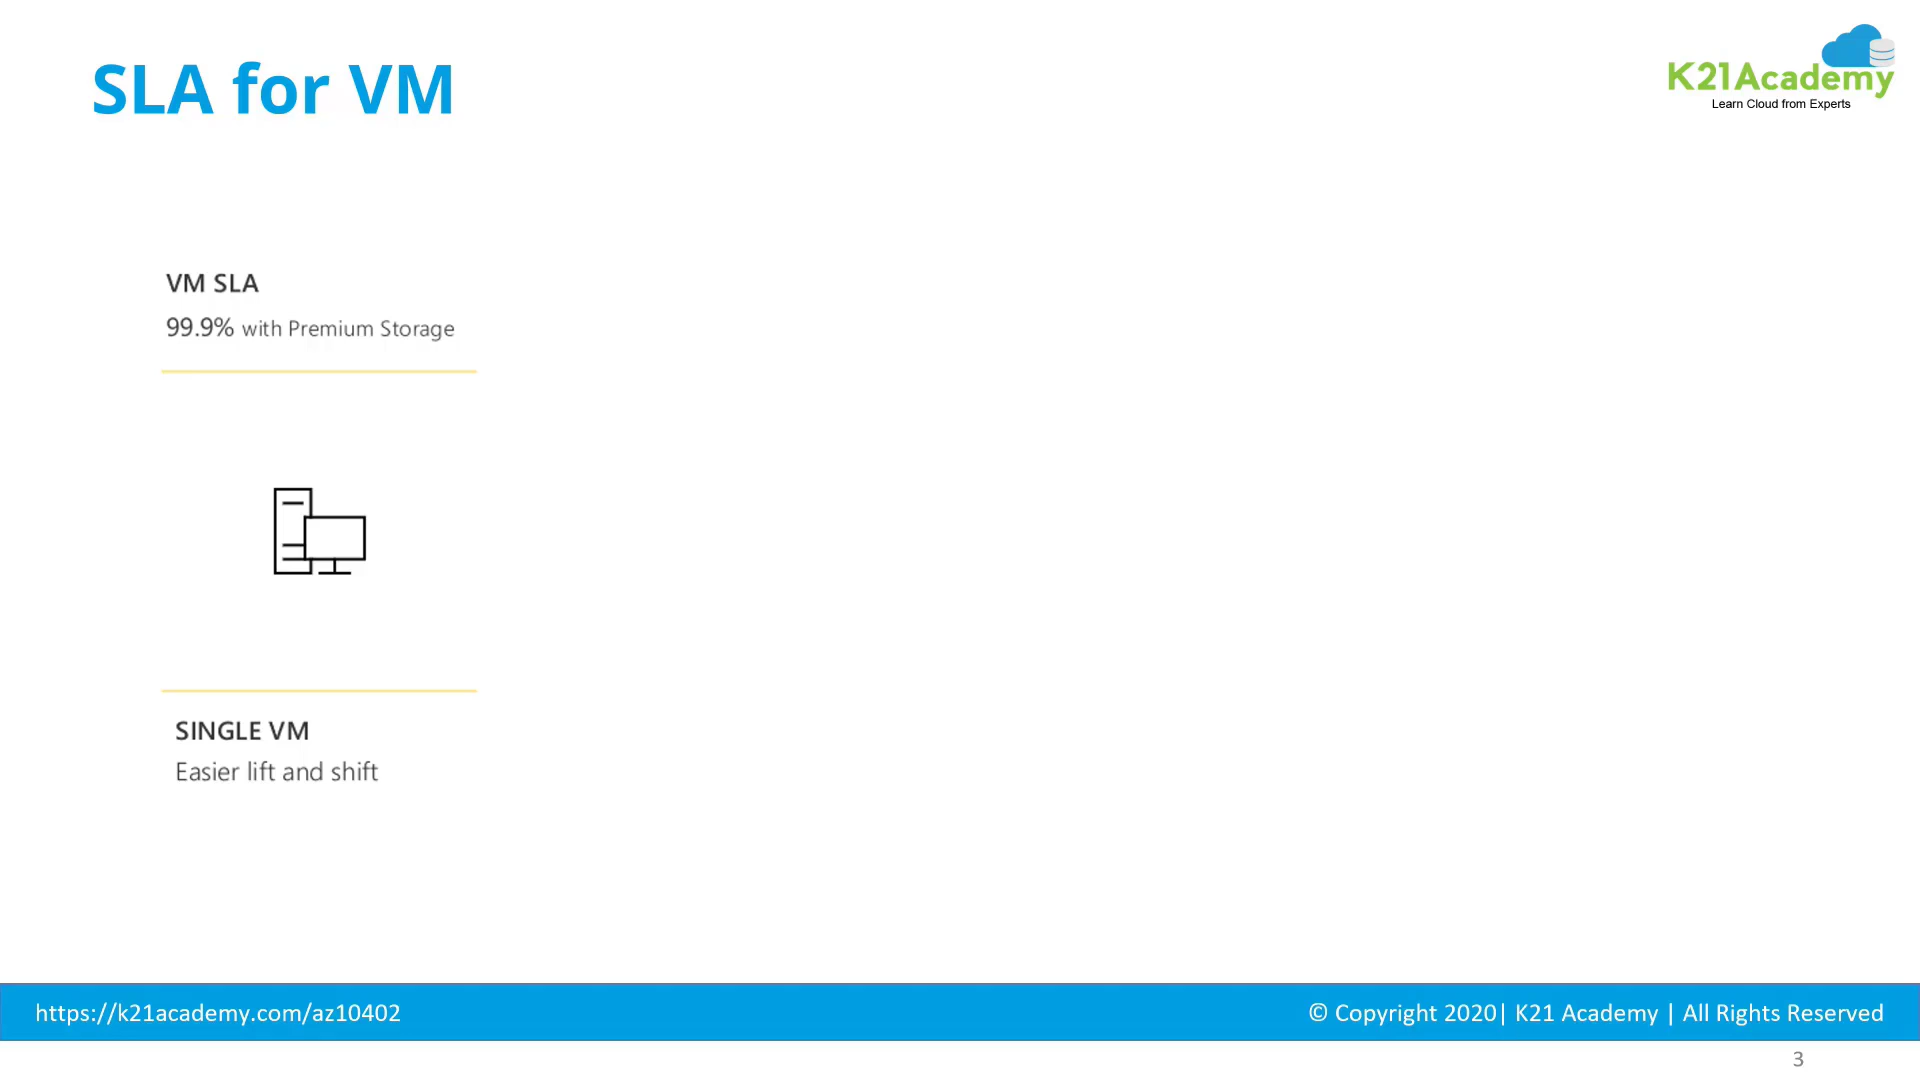 SLA for VM
K21Academy
Learn Cloud from Experts
VM SLA
99.9% with Premium Storage
SINGLE VM
Easier lift and shift
https://k21academy.com/az10402
© Copyright 2020| K21 Academy | All Rights Reserved
3